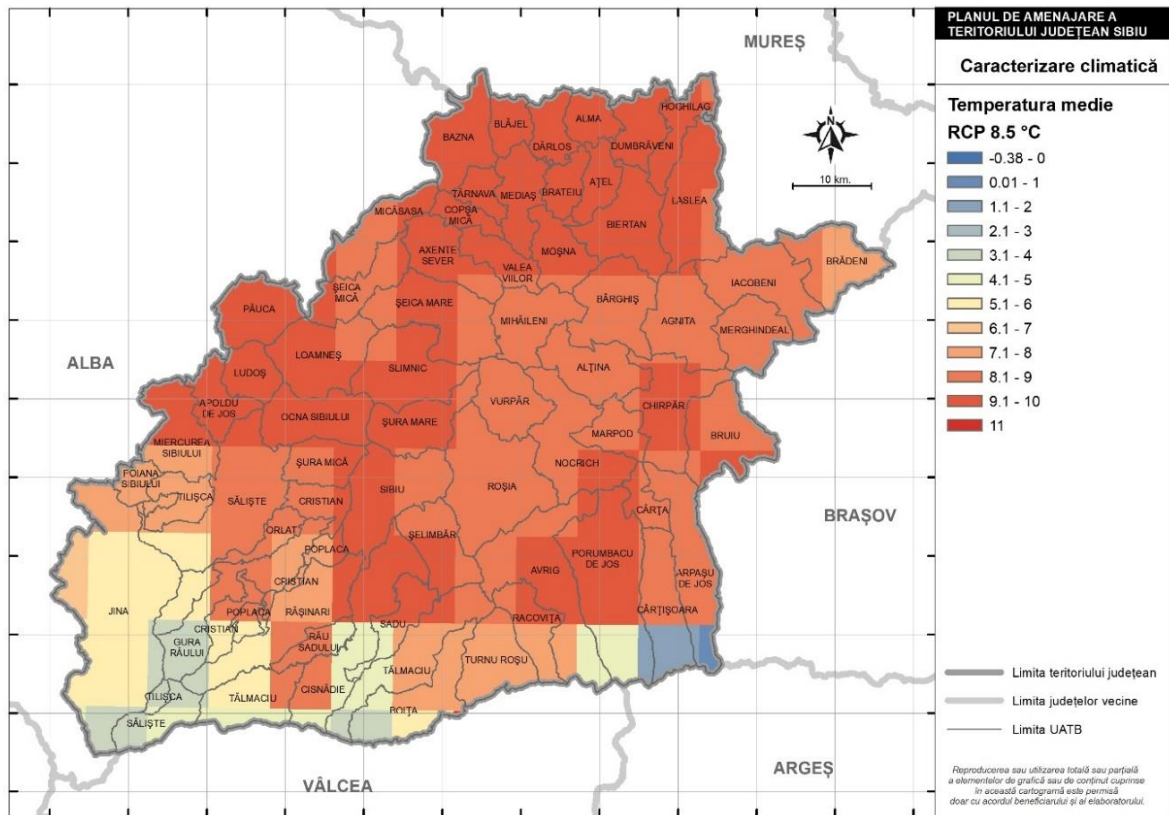 PLANUL DE AMENAJARE A
TERITORIULUI JUDEȚEAN SIBIU
Caracterizare climatică
Temperatura medie
RCP 8.5 °C
-0.38 - 0
0.01 - 1
1.1 - 2
2.1 - 3
3.1 - 4
4.1 - 5
5.1 - 6
6.1 - 7
7.1 - 8
8.1 - 9
9.1 - 10
11
Limita teritoriului județean
Limita județelor vecine
Limita UATB
Reproducerea sau utilizarea totală sau parțială
a elementelor de grafică sau de conținut cuprinse
în această cartogramă este permisă
doar cu acordul beneficiarului și al elaboratorului.
MUREȘ
N
10 km.
ALBA
BRAȘOV
ARGEȘ
VÂLCEA
HOGHILAG
BLĂJEL
ALMA
BAZNA
DÂRLOS
DUMBRĂVENI
AȚEL
TÂRNAVA
MEDIAȘ
BRATEIU
LASLEA
MICĂSASA
COPȘA
MICĂ
BIERTAN
AXENTE
SEVER
MOȘNA
VALEA
VIILOR
BRĂDENI
IACOBENI
ȘEICA
MICĂ
ȘEICA MARE
BÂRGHIȘ
PĂUCA
MIHĂILENI
AGNITA
MERGHINDEAL
LOAMNEȘ
LUDOȘ
SLIMNIC
ALȚINA
VURPĂR
APOLDU
DE JOS
CHIRPĂR
OCNA SIBIULUI
ȘURA MARE
MARPOD
BRUIU
MIERCUREA
SIBIULUI
ȘURA MICĂ
NOCRICH
FOIANA
SIBIULUI
TILIȘCA
SĂLIȘTE
CRISTIAN
SIBIU
ROȘIA
CÂRȚA
ORLAT
ȘELIMBĂR
POPLACA
PORUMBACU
DE JOS
AVRIG
ARPAȘU
DE JOS
CRISTIAN
JINA
POPLACA
RĂȘINARI
CÂRȚIȘOARA
RACOVIȚA
SADU
CRISTIAN
GURA
RÂULUI
RÂU
SADULUI
TĂLMACIU
TURNU ROȘU
CISNĂDIE
TILIȘCA
TĂLMACIU
BOIȚA
SĂLIȘTE